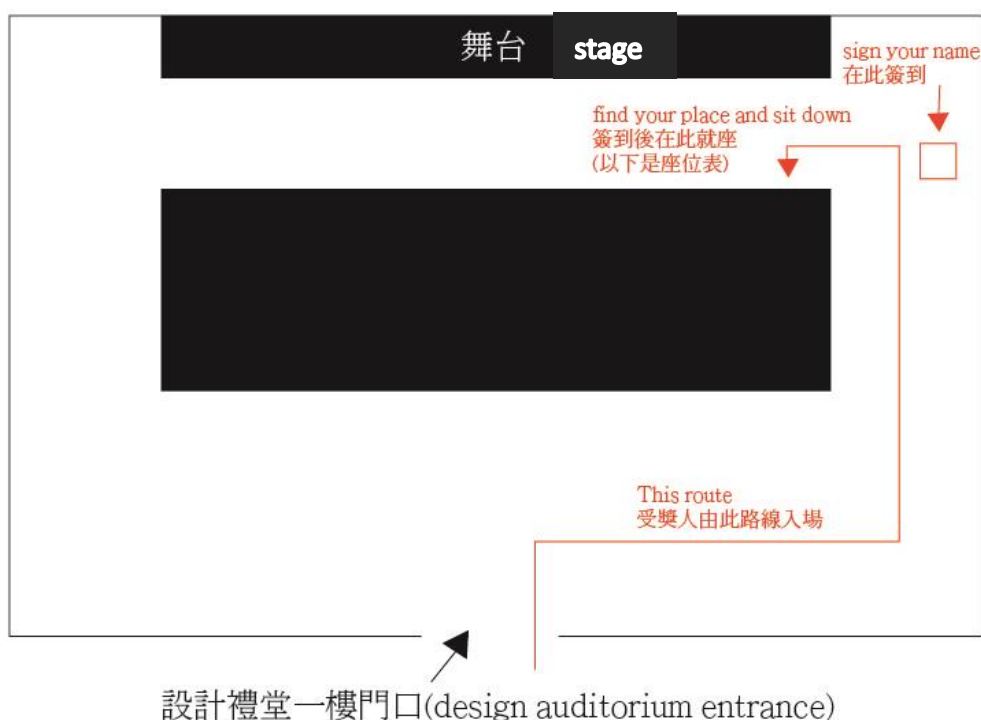 舞台 stage
sign your name
在此簽到
find your place and sit down
簽到後在此就座
(以下是座位表)
This route
受獎人由此路線入場
設計禮堂一樓門口(design auditorium entrance)